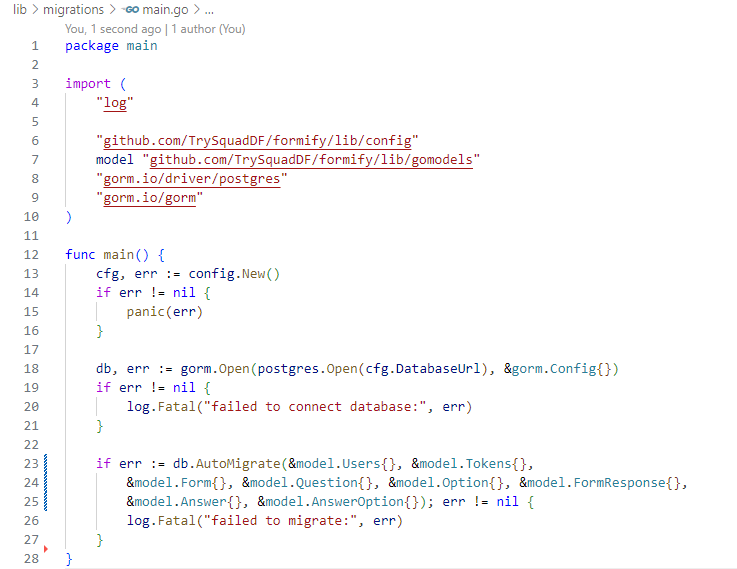 lib > migrations > GO main.go > ...
You, 1 second ago | 1 author (You)
1 package main
2
3 import (
4 "log"
5
6 "github.com/TrySquadDF/formify/lib/config"
7 model "github.com/TrySquadDF/formify/lib/gomodels"
8 "gorm.io/driver/postgres"
9 "gorm.io/gorm"
10 )
11
12 func main() {
13 cfg, err := config.New()
14 if err != nil {
15 panic(err)
16 }
17
18 db, err := gorm.Open(postgres.Open(cfg.DatabaseUrl), &gorm.Config{})
19 if err != nil {
20 log.Fatal("failed to connect database:", err)
21 }
22
23 if err := db.AutoMigrate(&model.Users{}, &model.Tokens{},
24 &model.Form{}, &model.Question{}, &model.Option{}, &model.FormResponse{},
25 &model.Answer{}, &model.AnswerOption{}); err != nil {
26 log.Fatal("failed to migrate:", err)
27 }
28 }